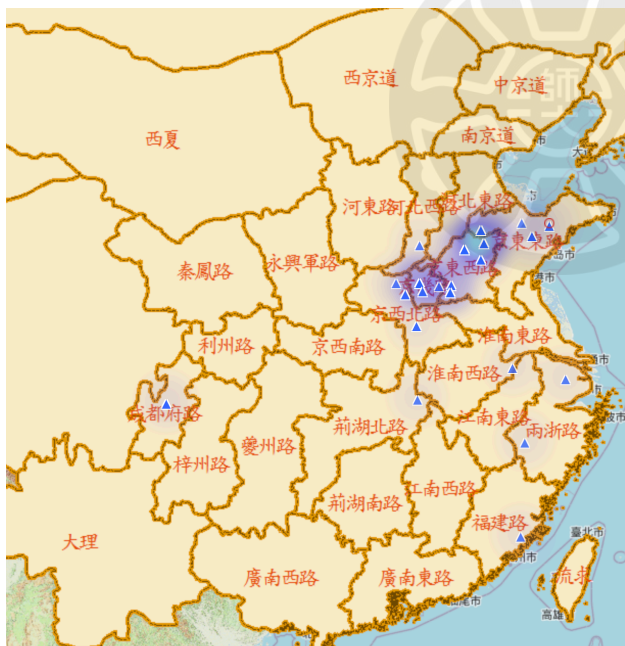 西京道
中京道
南京道
西夏
河東路
河北西路
河北東路
京東東路
京東西路
永興軍路
秦鳳路
京西北路
利州路
京西南路
淮南東路
淮南西路
成都府路
荊湖北路
江南東路
兩浙路
夔州路
梓州路
荊湖南路
江南西路
福建路
大理
廣南西路
廣南東路
流求
臺北市
高雄